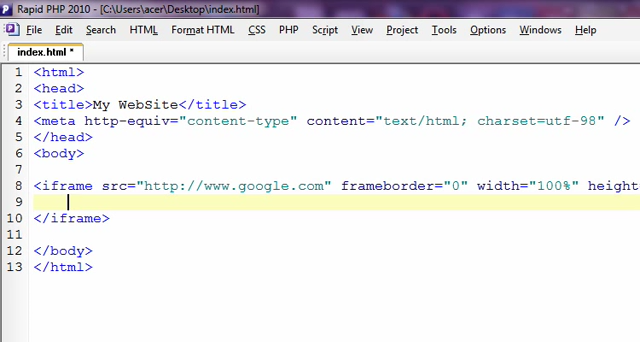 Rapid PHP 2010 - [C:\Users\acer\Desktop\index.html]
File Edit Search View HTML Format HTML CSS PHP Script Project Tools Options Windows Help
index.html *
1 <html>
2 <head>
3 <title>My WebSite</title>
4 <meta http-equiv="content-type" content="text/html; charset=utf-98" />
5 </head>
6 <body>
7
8 <iframe src="http://www.google.com" frameborder="0" width="100%" height
9
10 </iframe>
11
12 </body>
13 </html>